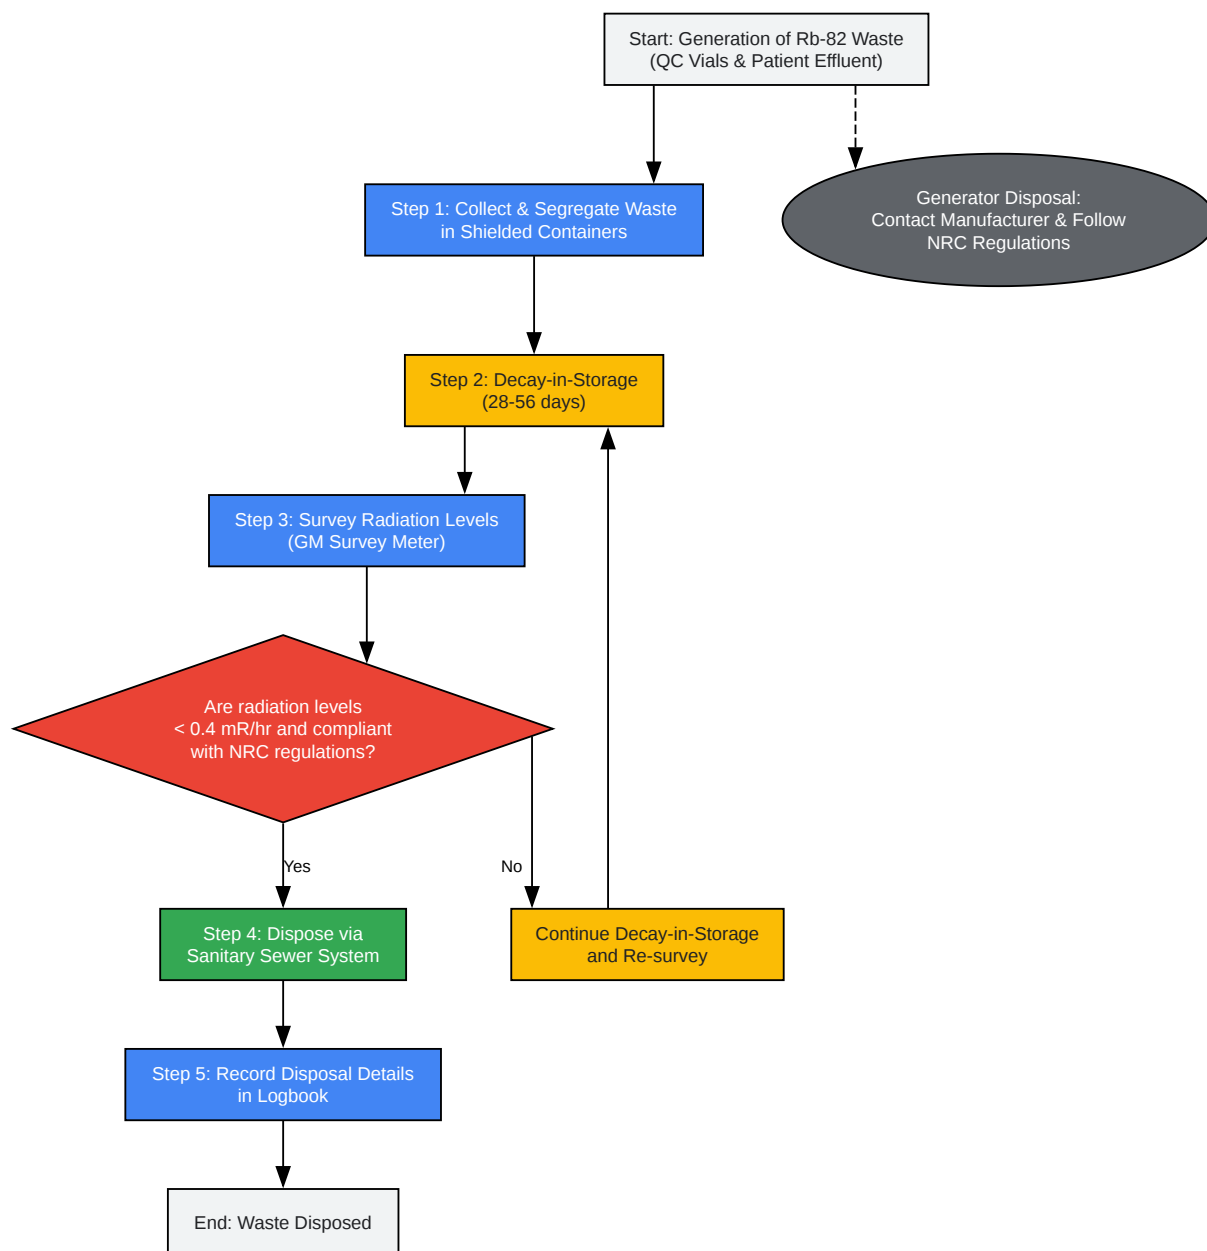 Start: Generation of Rb-82 Waste
(QC Vials & Patient Effluent)
Generator Disposal:
Contact Manufacturer & Follow
NRC Regulations
Step 1: Collect & Segregate Waste
in Shielded Containers
Step 2: Decay-in-Storage
(28-56 days)
Step 3: Survey Radiation Levels
(GM Survey Meter)
Are radiation levels
< 0.4 mR/hr and compliant
with NRC regulations?
Yes
No
Step 4: Dispose via
Sanitary Sewer System
Continue Decay-in-Storage
and Re-survey
Step 5: Record Disposal Details
in Logbook
End: Waste Disposed